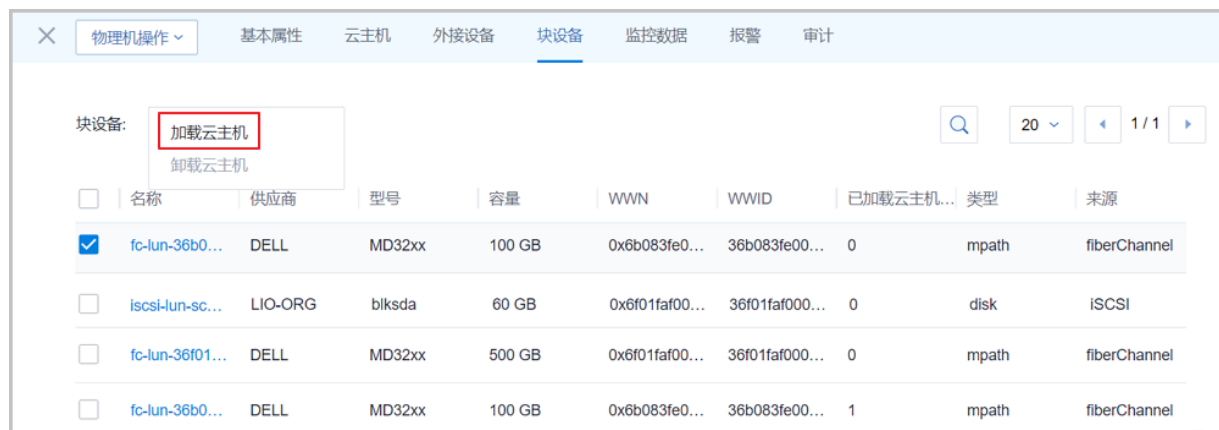 物理机操作 基本属性 云主机 外接设备 块设备 监控数据 报警 审计
块设备: 加载云主机 20 1 / 1
卸载云主机
名称 供应商 型号 容量 WWN WWID 已加载云主机... 类型 来源
fc-lun-36b0... DELL MD32xx 100 GB 0x6b083fe0... 36b083fe00... 0 mpath fiberChannel
iscsi-lun-sc... LIO-ORG blksda 60 GB 0x6f01faf00... 36f01faf000... 0 disk iSCSI
fc-lun-36f01... DELL MD32xx 500 GB 0x6f01faf00... 36f01faf000... 0 mpath fiberChannel
fc-lun-36b0... DELL MD32xx 100 GB 0x6b083fe0... 36b083fe00... 1 mpath fiberChannel